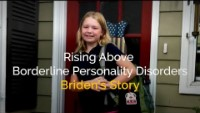 Rising Above
Borderline Personality Disorders
Briden's Story